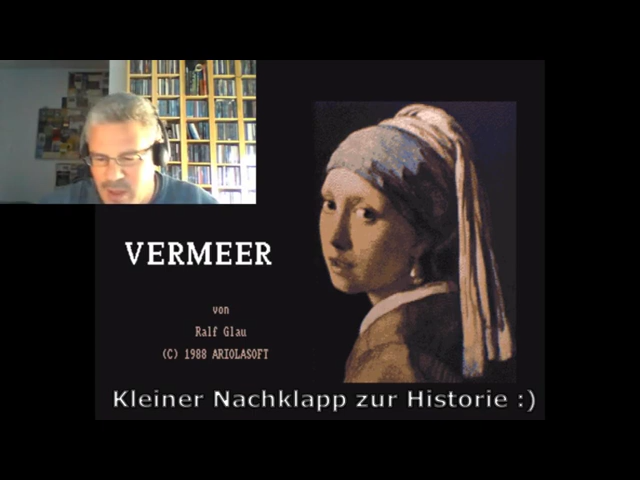 VERMEER
von
Ralf Glau
(C) 1988 ARIOLASOFT
Kleiner Nachklapp zur Historie :)